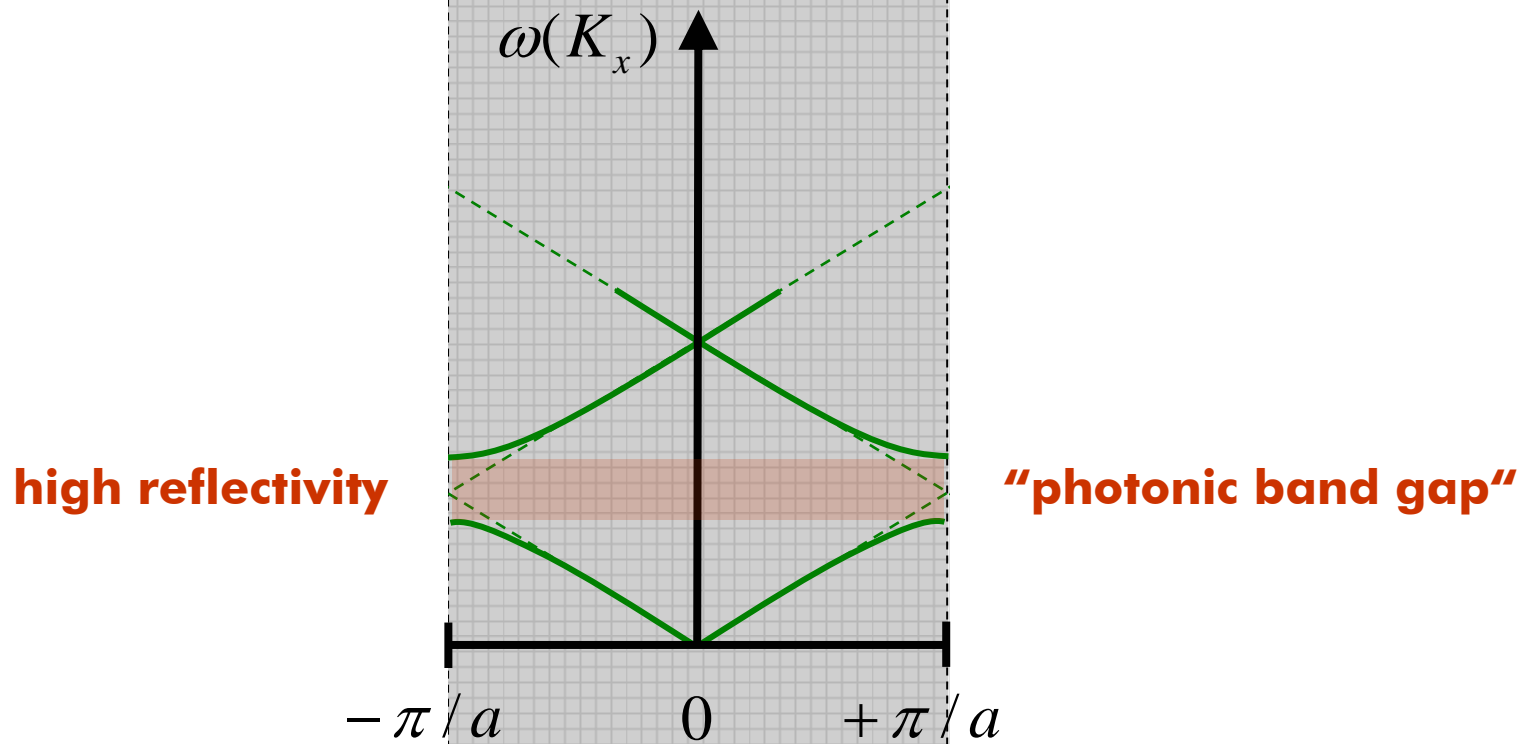 ω(Kₓ)
high reflectivity
“photonic band gap“
− π / a
0
+ π / a